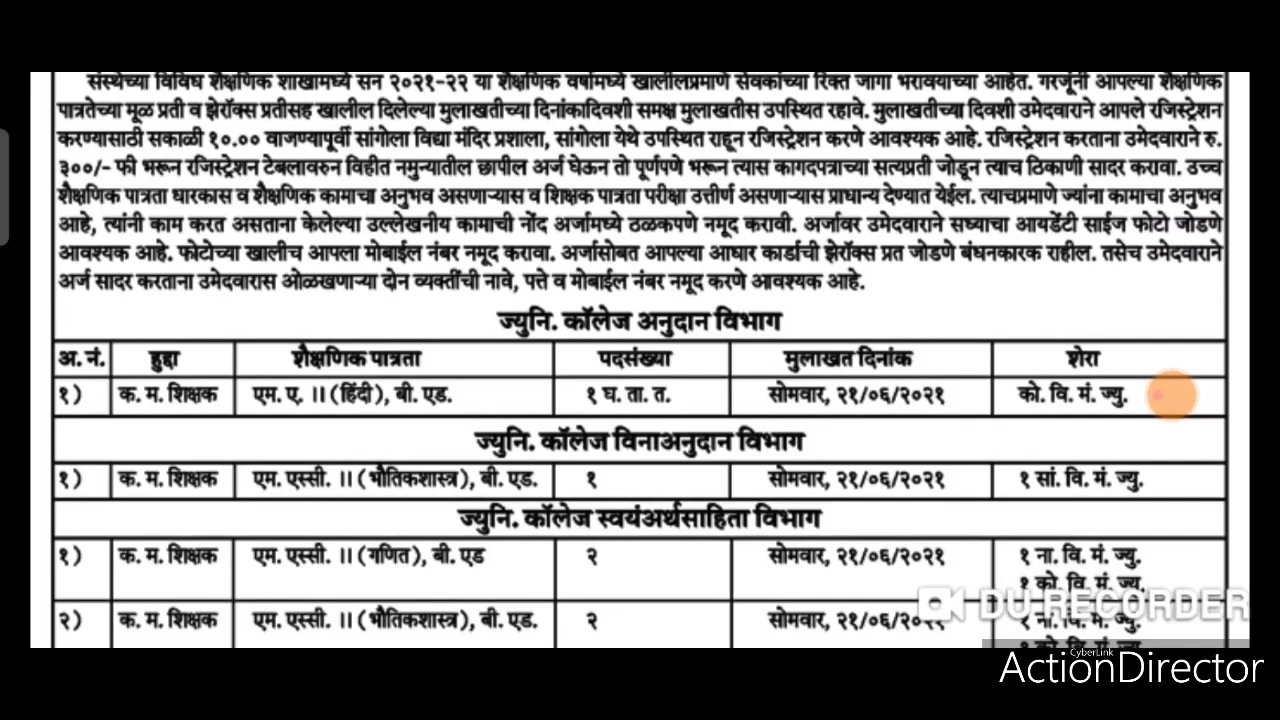 संस्थेच्या विविध शैक्षणिक शाखामध्ये सन २०२१-२२ या शैक्षणिक वर्षामध्ये खालीलप्रमाणे सेवकांच्या रिक्त जागा भरावयाच्या आहेत. गरजूंनी आपल्या शैक्षणिक
पात्रतेच्या मूळ प्रती व झेरॉक्स प्रतीसह खालील दिलेल्या मुलाखतीच्या दिनांकादिवशी समक्ष मुलाखतीस उपस्थित रहावे. मुलाखतीच्या दिवशी उमेदवाराने आपले रजिस्ट्रेशन
करण्यासाठी सकाळी १०.०० वाजण्यापूर्वी सांगोला विद्या मंदिर प्रशाला, सांगोला येथे उपस्थित राहून रजिस्ट्रेशन करणे आवश्यक आहे. रजिस्ट्रेशन करताना उमेदवाराने रु.
३००/- फी भरून रजिस्ट्रेशन टेबलावरुन विहीत नमुन्यातील छापील अर्ज घेऊन तो पूर्णपणे भरून त्यास कागदपत्राच्या सत्यप्रती जोडून त्याच ठिकाणी सादर करावा. उच्च
शैक्षणिक पात्रता धारकास व शैक्षणिक कामाचा अनुभव असणाऱ्यास व शिक्षक पात्रता परीक्षा उत्तीर्ण असणाऱ्यास प्राधान्य देण्यात येईल. त्याचप्रमाणे ज्यांना कामाचा अनुभव
आहे, त्यांनी काम करत असताना केलेल्या उल्लेखनीय कामाची नोंद अर्जामध्ये ठळकपणे नमूद करावी. अर्जावर उमेदवाराने सध्याचा आयडेंटी साईज फोटो जोडणे
आवश्यक आहे. फोटोच्या खालीच आपला मोबाईल नंबर नमूद करावा. अर्जासोबत आपल्या आधार कार्डाची झेरॉक्स प्रत जोडणे बंधनकारक राहील. तसेच उमेदवाराने
अर्ज सादर करताना उमेदवारास ओळखणाऱ्या दोन व्यक्तींची नावे, पत्ते व मोबाईल नंबर नमूद करणे आवश्यक आहे.
ज्युनि. कॉलेज अनुदान विभाग
अ. नं. हुद्दा शैक्षणिक पात्रता पदसंख्या मुलाखत दिनांक शेरा
१) क. म. शिक्षक एम. ए. ॥ (हिंदी), बी. एड. १ घ. ता. त. सोमवार, २१/०६/२०२१ को. वि. मं. ज्यु.
ज्युनि. कॉलेज विनाअनुदान विभाग
१) क. म. शिक्षक एम. एस्सी. ॥ (भौतिकशास्त्र), बी. एड. १ सोमवार, २१/०६/२०२१ १ सां. वि. मं. ज्यु.
ज्युनि. कॉलेज स्वयंअर्थसाहिता विभाग
१) क. म. शिक्षक एम. एस्सी. ॥ (गणित), बी. एड २ सोमवार, २१/०६/२०२१ १ ना. वि. मं. ज्यु.
१ को. वि. मं. ज्यु.
२) क. म. शिक्षक एम. एस्सी. ॥ (भौतिकशास्त्र), बी. एड. २ सोमवार, २१/०६/२०२१ १ ना. वि. मं. ज्यु.
DU RECORDER
CyberLink
ActionDirector